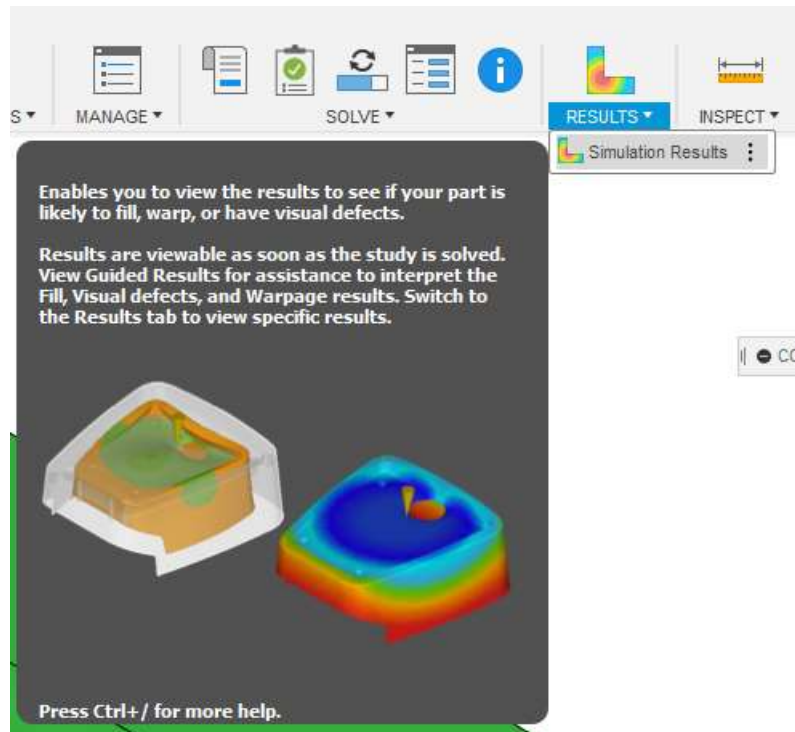 S
MANAGE
SOLVE
RESULTS
INSPECT
Simulation Results
Enables you to view the results to see if your part is
likely to fill, warp, or have visual defects.
Results are viewable as soon as the study is solved.
View Guided Results for assistance to interpret the
Fill, Visual defects, and Warpage results. Switch to
the Results tab to view specific results.
CO
Press Ctrl+/ for more help.